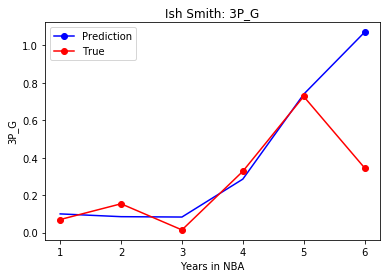 Ish Smith: 3P_G
Prediction
True
3P_G
1.0
0.8
0.6
0.4
0.2
0.0
1 2 3 4 5 6
Years in NBA